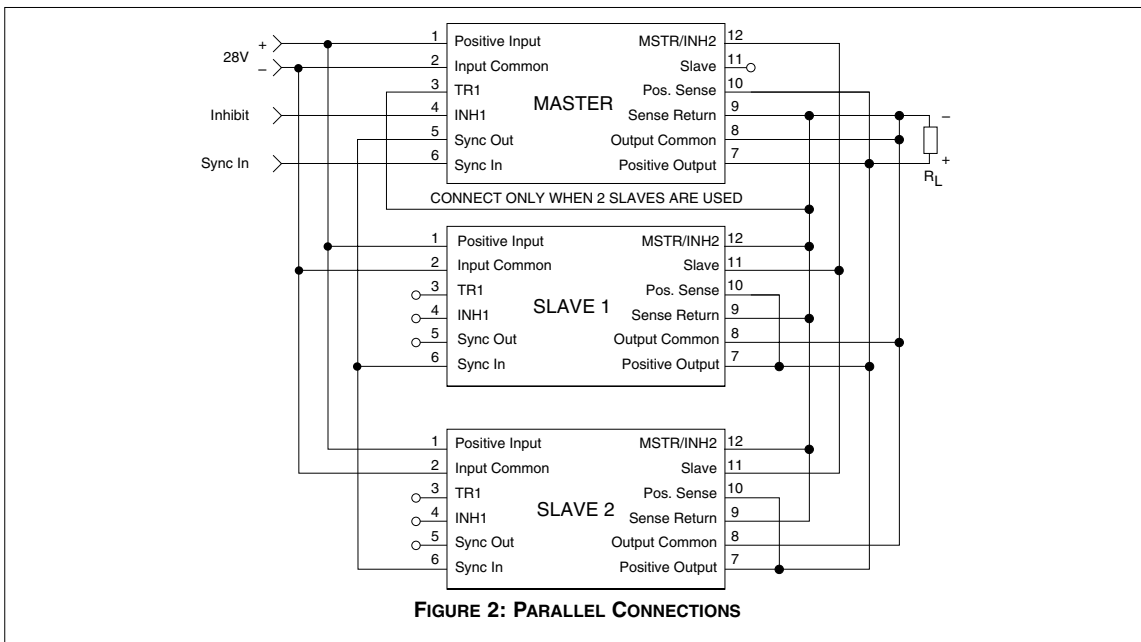 28V
+
–
Inhibit
Sync In
MASTER
1 Positive Input
2 Input Common
3 TR1
4 INH1
5 Sync Out
6 Sync In
MSTR/INH2 12
Slave 11
Pos. Sense 10
Sense Return 9
Output Common 8
Positive Output 7
–
+
RL
CONNECT ONLY WHEN 2 SLAVES ARE USED
SLAVE 1
1 Positive Input
2 Input Common
3 TR1
4 INH1
5 Sync Out
6 Sync In
MSTR/INH2 12
Slave 11
Pos. Sense 10
Sense Return 9
Output Common 8
Positive Output 7
SLAVE 2
1 Positive Input
2 Input Common
3 TR1
4 INH1
5 Sync Out
6 Sync In
MSTR/INH2 12
Slave 11
Pos. Sense 10
Sense Return 9
Output Common 8
Positive Output 7
FIGURE 2: PARALLEL CONNECTIONS